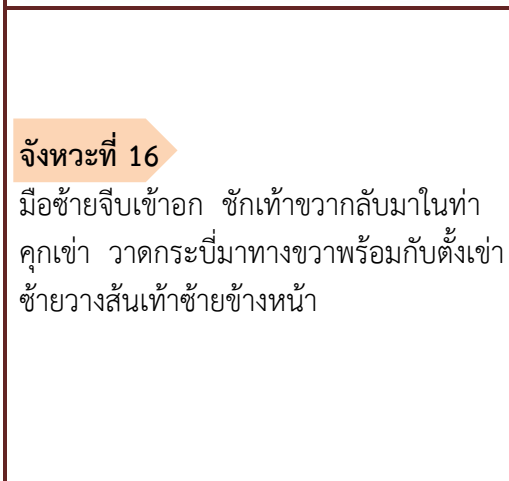 จังหวะที่ 16
มือซ้ายจีบเข้าอก ชักเท้าขวากลับมาในท่า
คุกเข่า วาดกระบี่มาทางขวาพร้อมกับตั้งเข่า
ซ้ายวางส้นเท้าซ้ายข้างหน้า